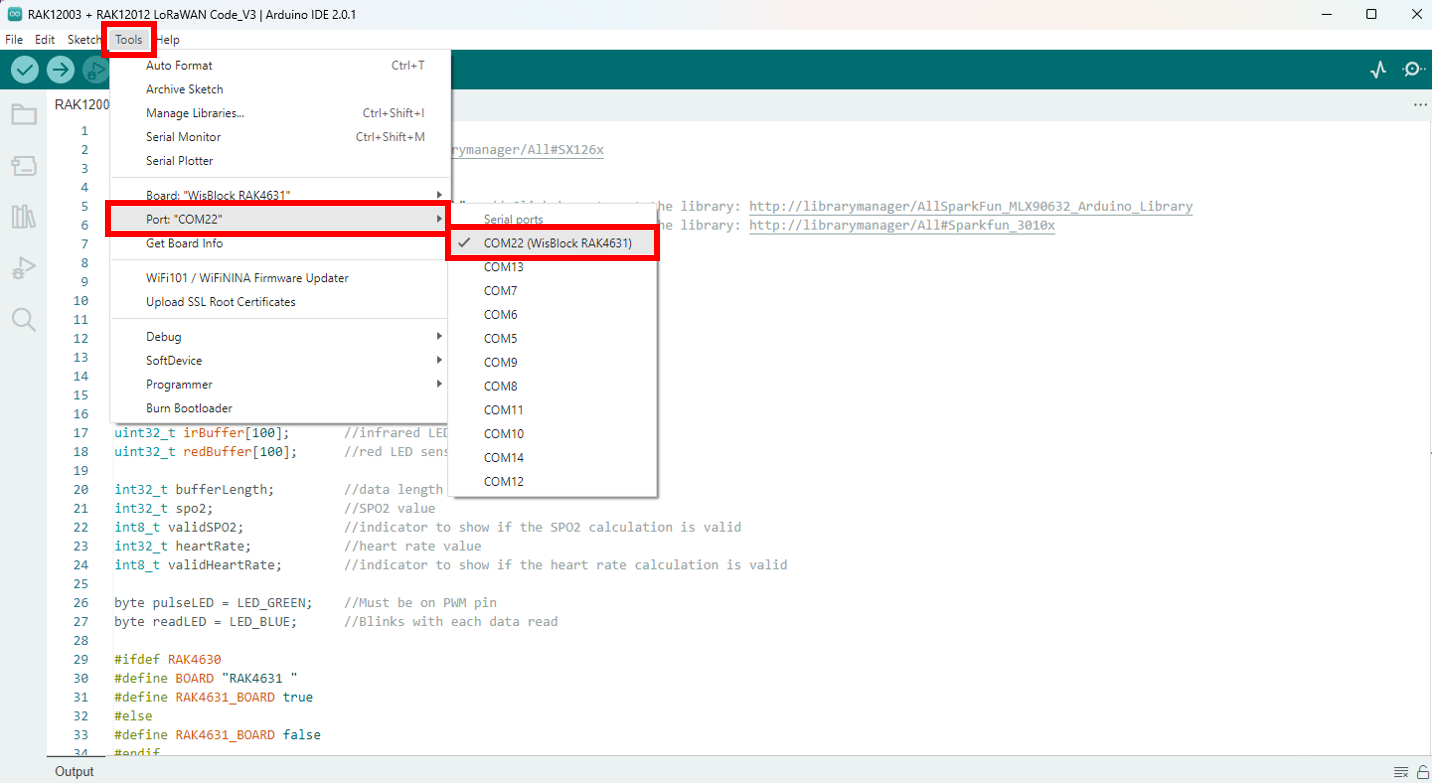 RAK12003 + RAK12012 LoRaWAN Code_V3 | Arduino IDE 2.0.1
File Edit Sketch Tools Help
Auto Format Ctrl+T
Archive Sketch
Manage Libraries... Ctrl+Shift+I
Serial Monitor Ctrl+Shift+M
Serial Plotter
Board: "WisBlock RAK4631"
Port: "COM22"
Get Board Info
WiFi101 / WiFiNINA Firmware Updater
Upload SSL Root Certificates
Debug
SoftDevice
Programmer
Burn Bootloader
Serial ports
COM22 (WisBlock RAK4631)
COM13
COM7
COM6
COM5
COM9
COM8
COM11
COM10
COM14
COM12
RAK1200
1
2 rymanager/All#SX126x
3
4
5 the library: http://librarymanager/AllSparkFun_MLX90632_Arduino_Library
6 the library: http://librarymanager/All#Sparkfun_3010x
7
8
9
10
11
12
13
14
15
16
17 uint32_t irBuffer[100]; //infrared LED
18 uint32_t redBuffer[100]; //red LED sens
19
20 int32_t bufferLength; //data length
21 int32_t spo2; //SPO2 value
22 int8_t validSPO2; //indicator to show if the SPO2 calculation is valid
23 int32_t heartRate; //heart rate value
24 int8_t validHeartRate; //indicator to show if the heart rate calculation is valid
25
26 byte pulseLED = LED_GREEN; //Must be on PWM pin
27 byte readLED = LED_BLUE; //Blinks with each data read
28
29 #ifdef RAK4630
30 #define BOARD "RAK4631 "
31 #define RAK4631_BOARD true
32 #else
33 #define RAK4631_BOARD false
34 #endif
Output